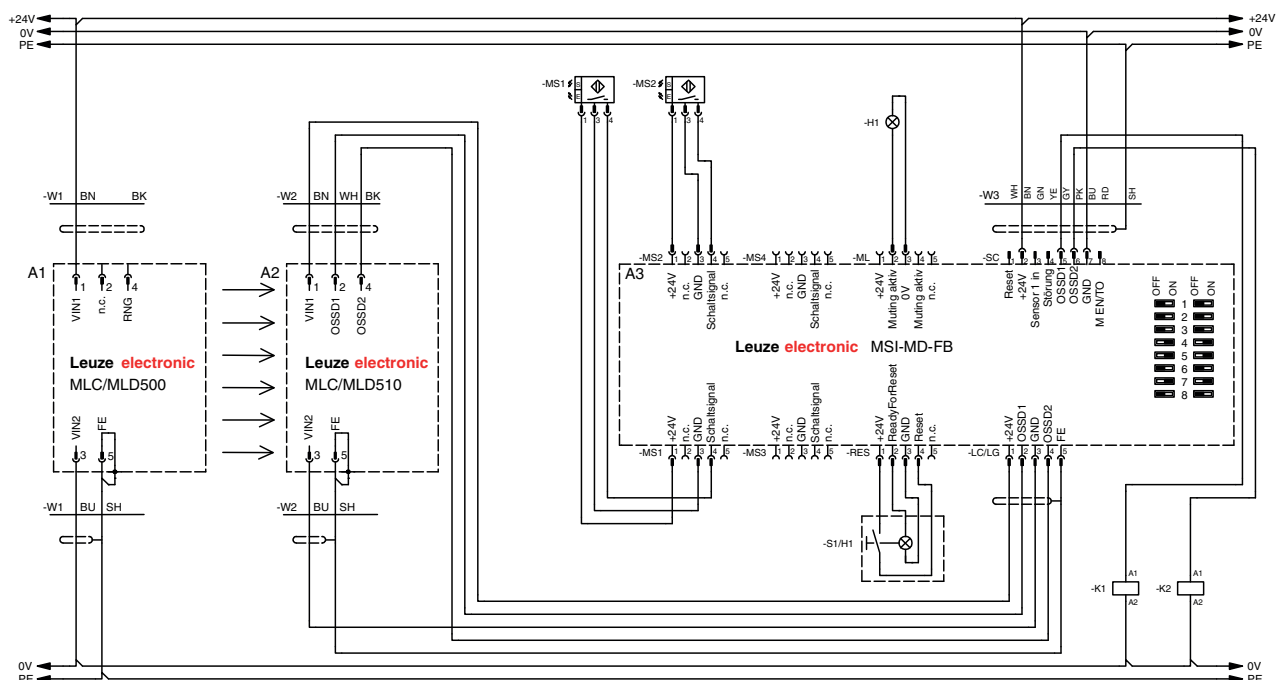 +24V
0V
PE
+24V
0V
PE
-MS1
S
E
1 3 4
-MS2
S
E
1 3 4
-H1
-W1 BN BK
-W2 BN WH BK
-W3
WH
BN
GN
YE
GY
PK
BU
RD
SH
A1
1 2 4
VIN1
n.c.
RNG
Leuze electronic
MLC/MLD500
VIN2
FE
3 5
-W1 BU SH
A2
1 2 4
VIN1
OSSD1
OSSD2
Leuze electronic
MLC/MLD510
VIN2
FE
3 5
-W2 BU SH
A3
-MS2 1 2 3 4 5
+24V
n.c.
GND
Schaltsignal
-MS4 1 2 3 4 5
+24V
n.c.
GND
Schaltsignal
n.c.
-ML 1 2 3 4 5
+24V
Muting aktiv
0V
Muting aktiv
n.c.
-SC 1 2 3 4 5 6 7 8
Reset
+24V
Sensor 1 in
Störung
OSSD1
OSSD2
GND
M EN/TO
OFF ON OFF ON
1
2
3
4
5
6
7
8
Leuze electronic MSI-MD-FB
+24V
n.c.
GND
Schaltsignal
n.c.
-MS1 1 2 3 4 5
+24V
n.c.
GND
Schaltsignal
n.c.
-MS3 1 2 3 4 5
+24V
ReadyForReset
GND
Reset
n.c.
-RES 1 2 3 4 5
+24V
OSSD1
GND
OSSD2
FE
-LC/LG 1 2 3 4 5
-S1/H1
-K1
A1
A2
-K2
A1
A2
0V
PE
0V
PE